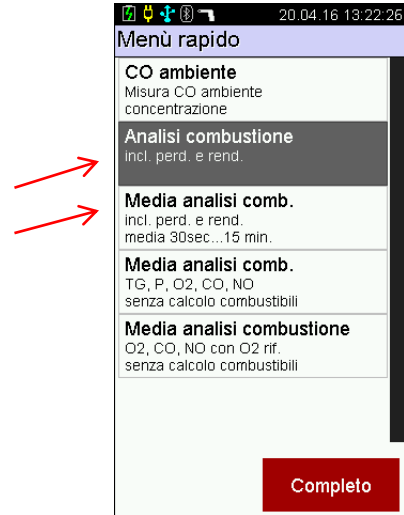 20.04.16 13:22:26
Menù rapido
CO ambiente
Misura CO ambiente
concentrazione
Analisi combustione
incl. perd. e rend.
Media analisi comb.
incl. perd. e rend.
media 30sec...15 min.
Media analisi comb.
TG, P, O2, CO, NO
senza calcolo combustibili
Media analisi combustione
O2, CO, NO con O2 rif.
senza calcolo combustibili
Completo